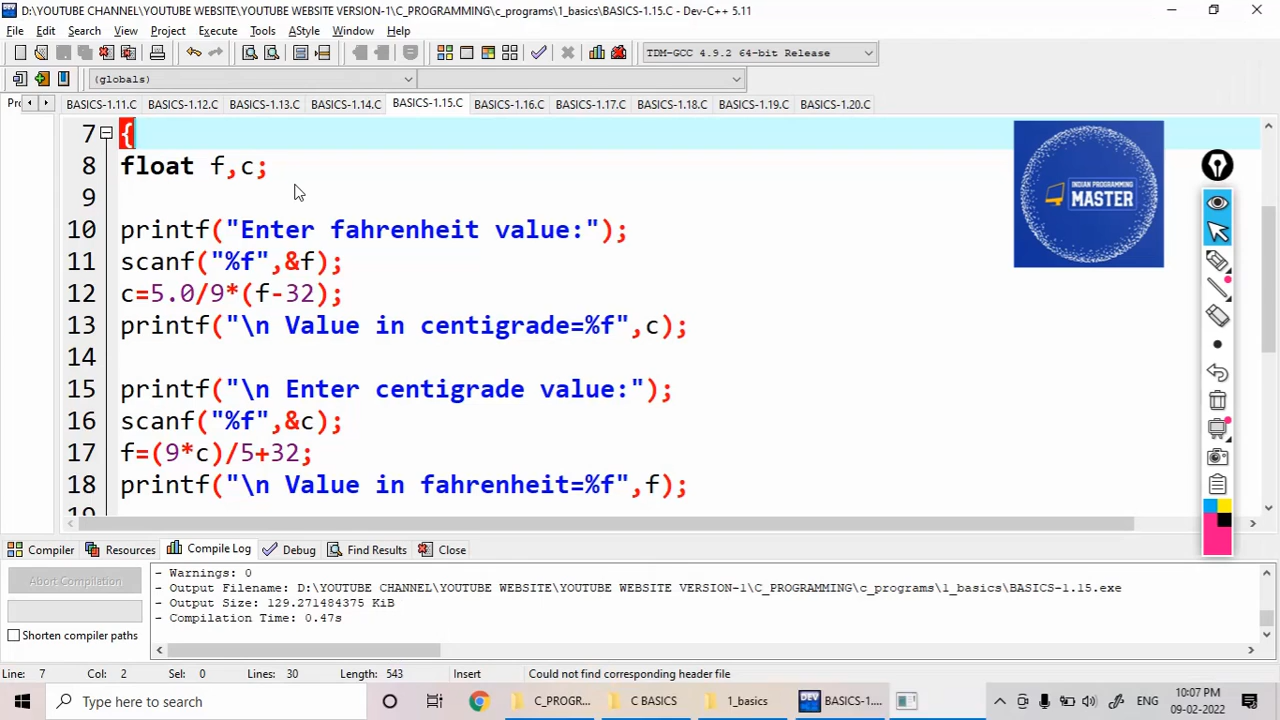 D:\YOUTUBE CHANNEL\YOUTUBE WEBSITE\YOUTUBE WEBSITE VERSION-1\C_PROGRAMMING\c_programs\1_basics\BASICS-1.15.C - Dev-C++ 5.11
File Edit Search View Project Execute Tools AStyle Window Help
TDM-GCC 4.9.2 64-bit Release
(globals)
Pro BASICS-1.11.C BASICS-1.12.C BASICS-1.13.C BASICS-1.14.C BASICS-1.15.C BASICS-1.16.C BASICS-1.17.C BASICS-1.18.C BASICS-1.19.C BASICS-1.20.C
7 {
8 float f,c;
9
10 printf("Enter fahrenheit value:");
11 scanf("%f",&f);
12 c=5.0/9*(f-32);
13 printf("\n Value in centigrade=%f",c);
14
15 printf("\n Enter centigrade value:");
16 scanf("%f",&c);
17 f=(9*c)/5+32;
18 printf("\n Value in fahrenheit=%f",f);
19
INDIAN PROGRAMMING
MASTER
Compiler Resources Compile Log Debug Find Results Close
Abort Compilation
Shorten compiler paths
- Warnings: 0
- Output Filename: D:\YOUTUBE CHANNEL\YOUTUBE WEBSITE\YOUTUBE WEBSITE VERSION-1\C_PROGRAMMING\c_programs\1_basics\BASICS-1.15.exe
- Output Size: 129.271484375 KiB
- Compilation Time: 0.47s
Line: 7 Col: 2 Sel: 0 Lines: 30 Length: 543 Insert Could not find corresponding header file
Type here to search
C_PROGR... C BASICS 1_basics BASICS-1....
ENG
10:07 PM
09-02-2022